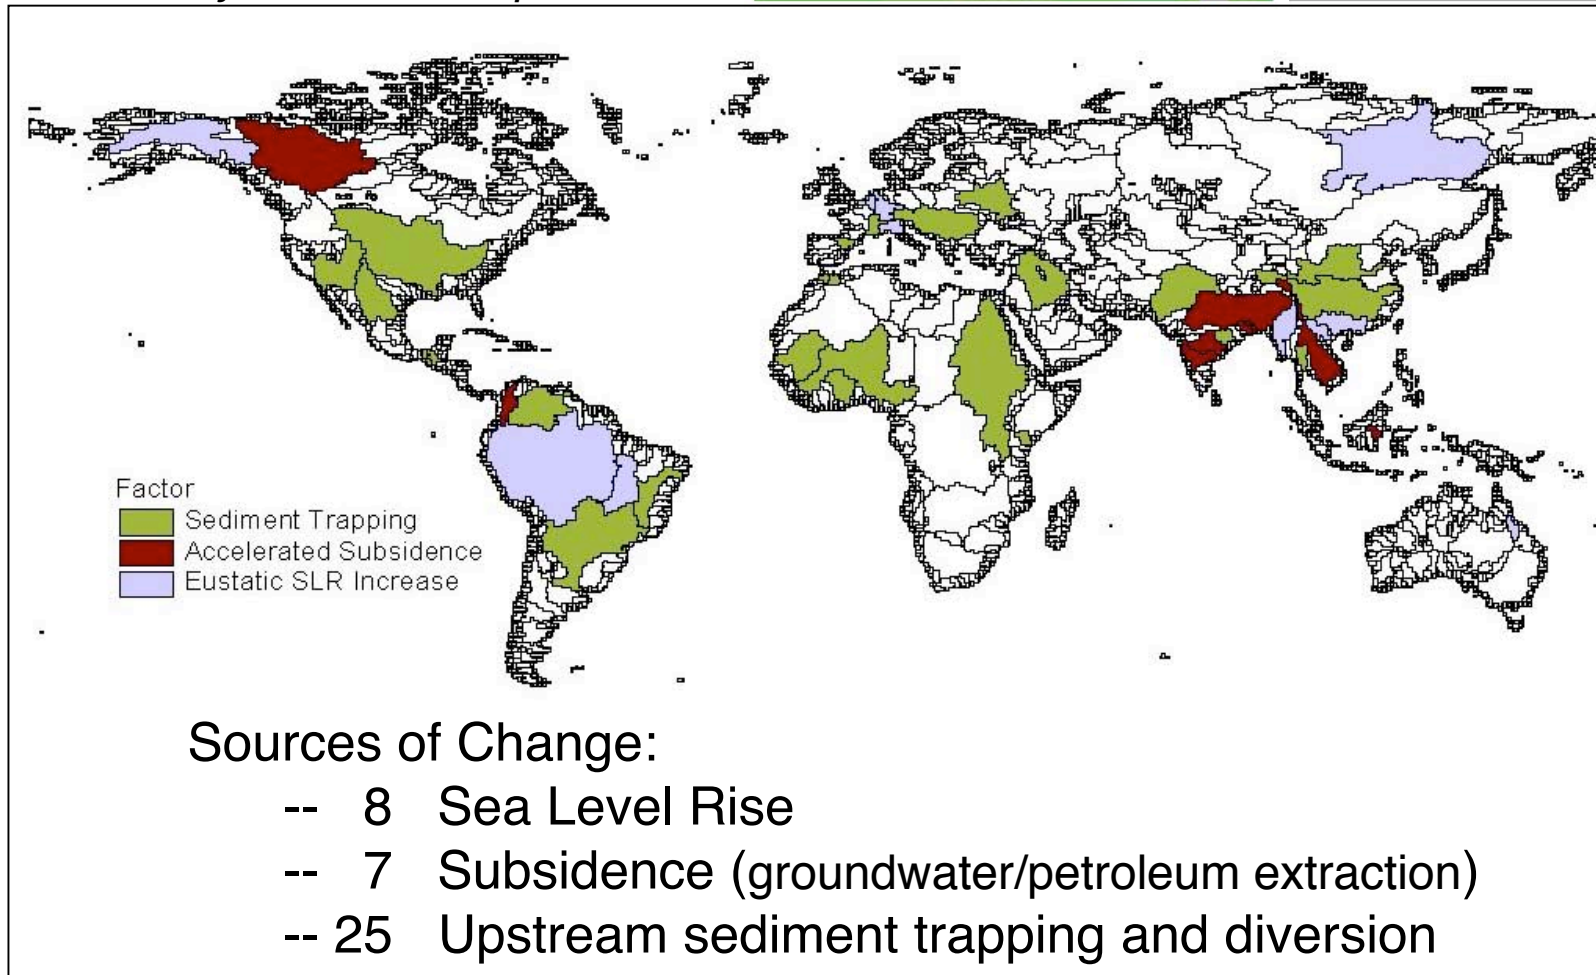 Factor
Sediment Trapping
Accelerated Subsidence
Eustatic SLR Increase
Sources of Change:
-- 8 Sea Level Rise
-- 7 Subsidence (groundwater/petroleum extraction)
-- 25 Upstream sediment trapping and diversion